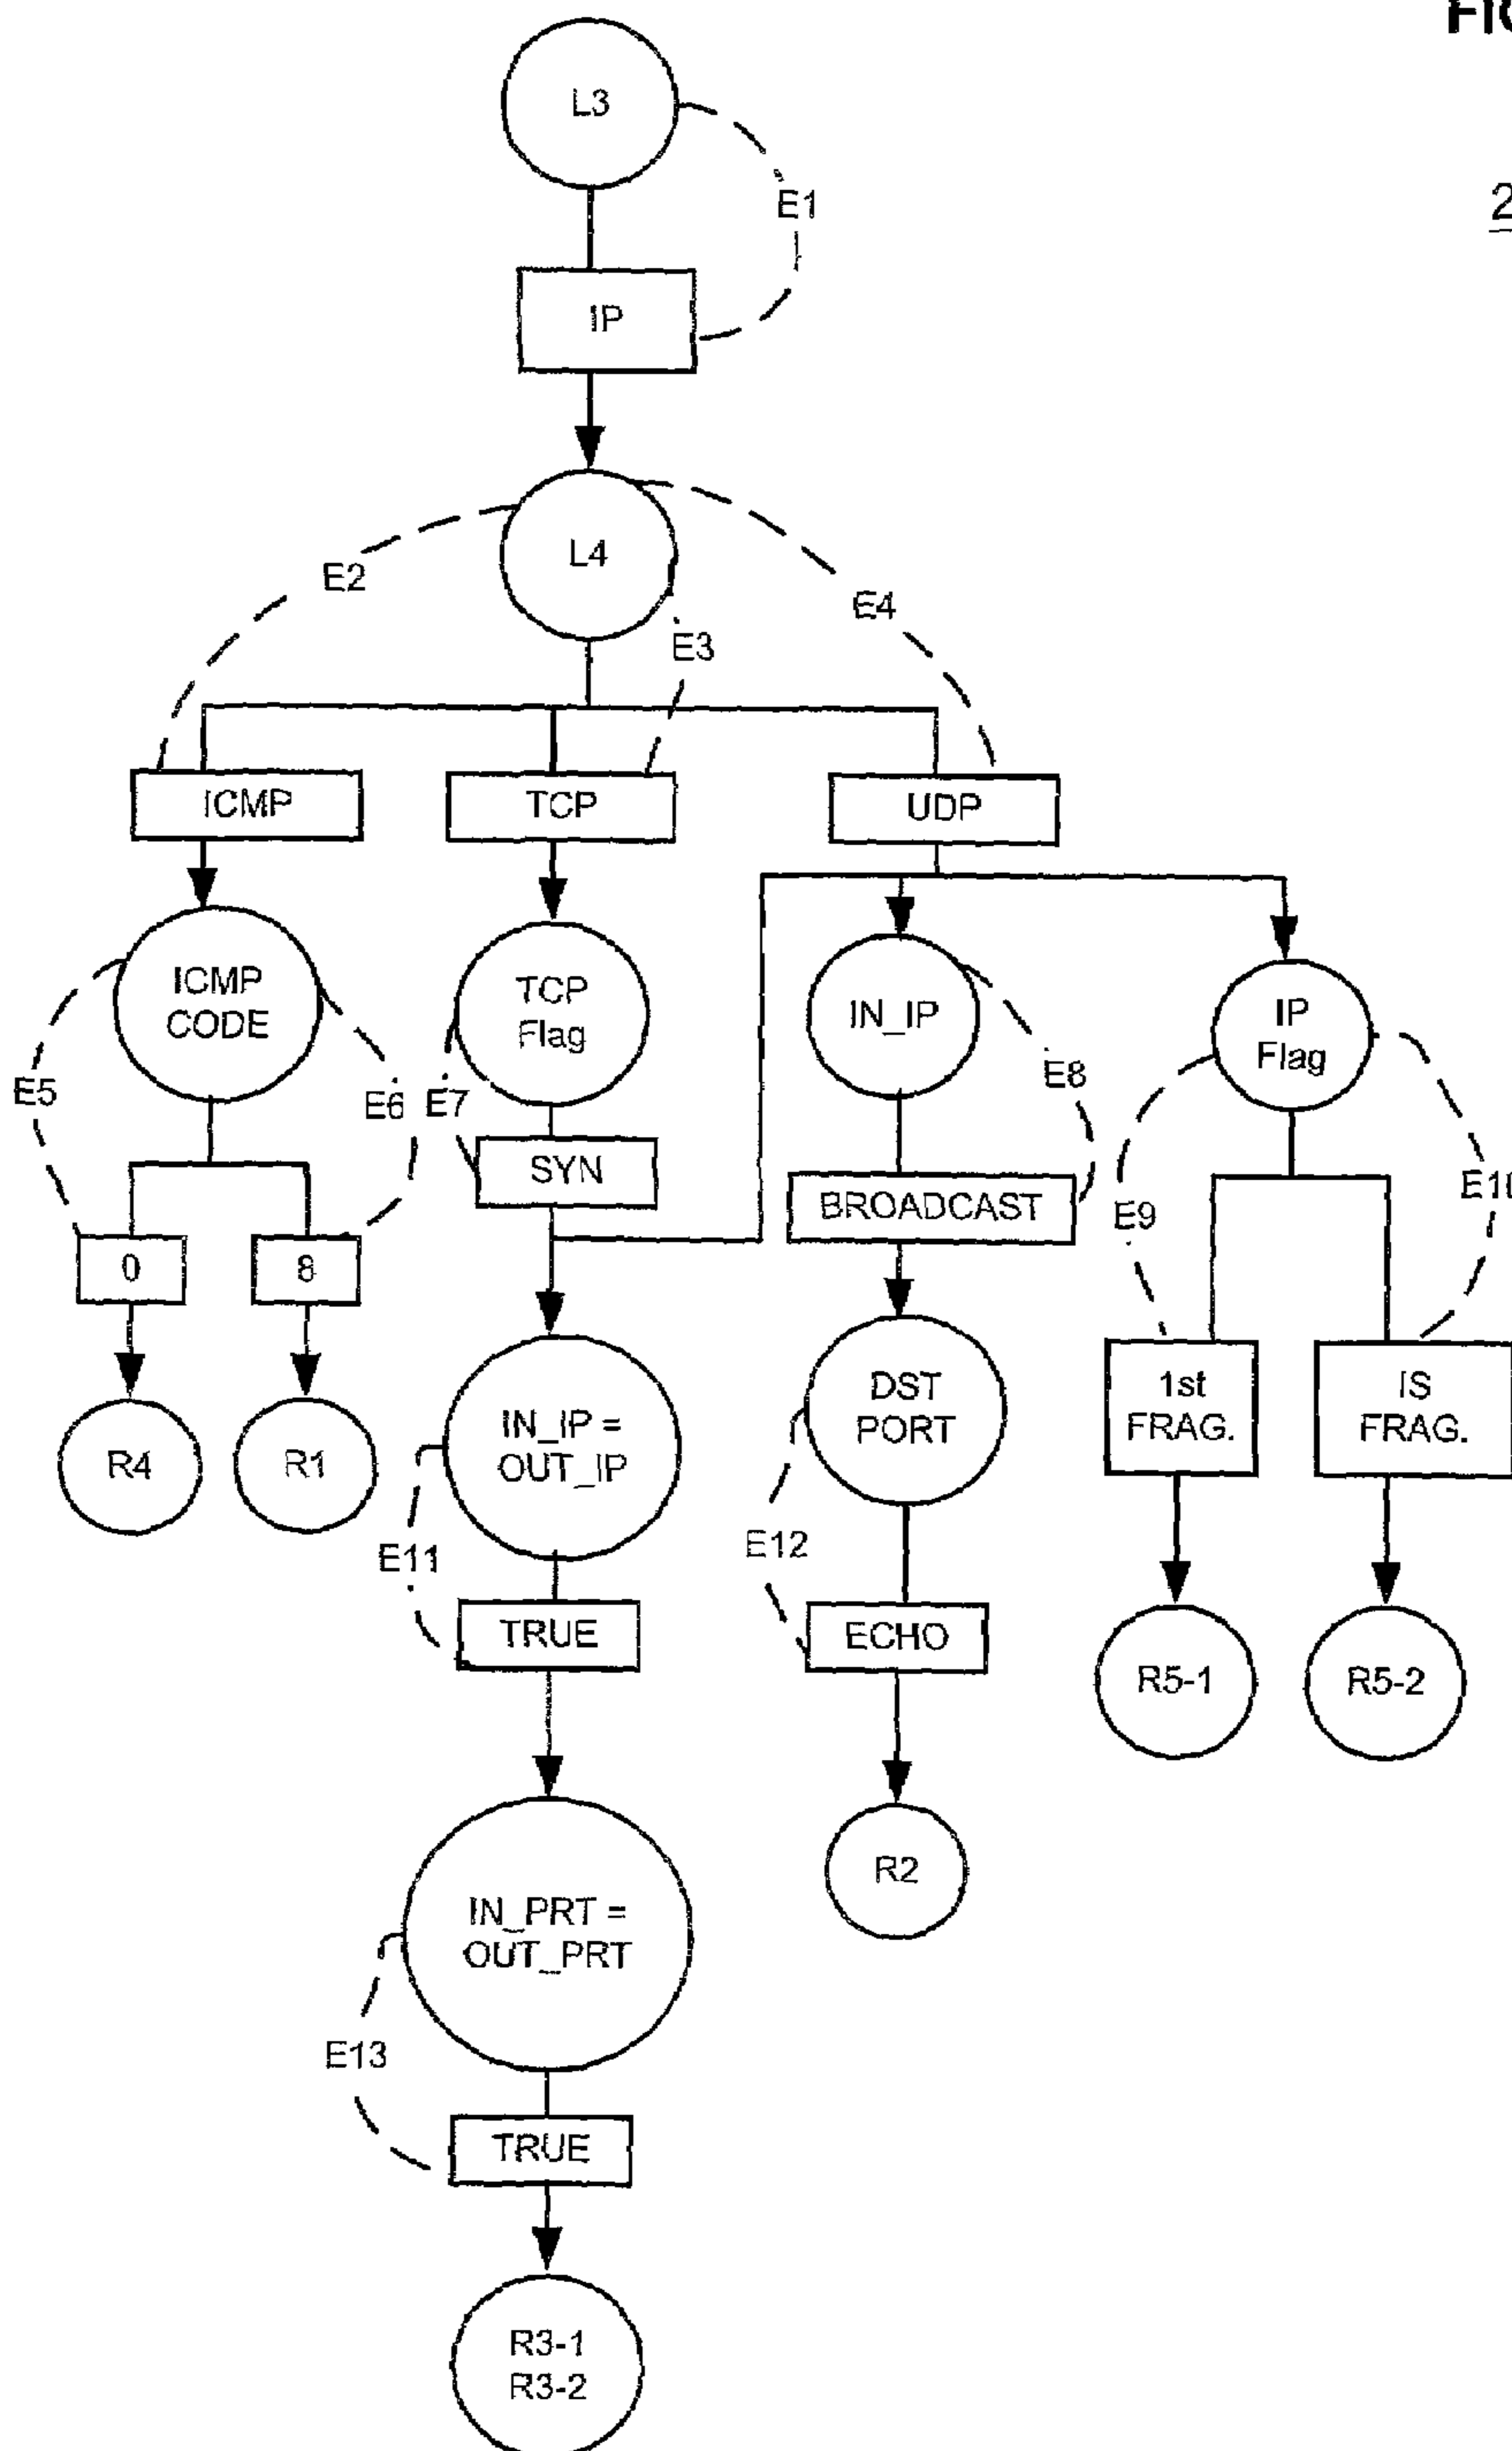 L3
E1
IP
L4
E2
E4
E3
ICMP
TCP
UDP
ICMP
CODE
TCP
Flag
IN_IP
IP
Flag
E5
E6
E7
E8
SYN
BROADCAST
E9
0
8
1st
FRAG.
IS
FRAG.
R4
R1
IN_IP =
OUT_IP
DST
PORT
E11
E12
TRUE
ECHO
R5-1
R5-2
R2
IN_PRT =
OUT_PRT
E13
TRUE
R3-1
R3-2